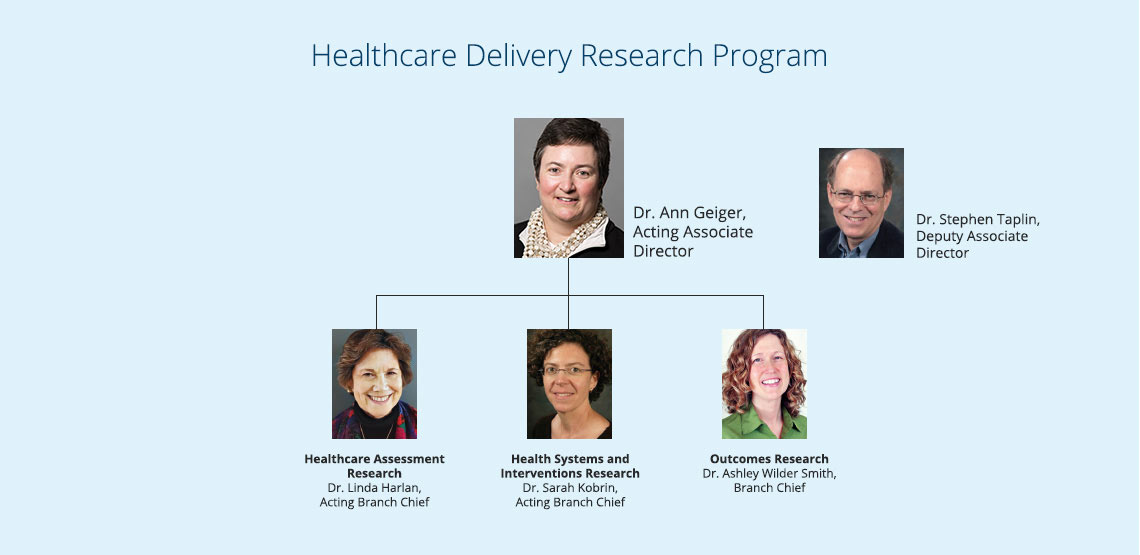 Healthcare Delivery Research Program
Dr. Ann Geiger,
Acting Associate
Director
Dr. Stephen Taplin,
Deputy Associate
Director
Healthcare Assessment
Research
Dr. Linda Harlan,
Acting Branch Chief
Health Systems and
Interventions Research
Dr. Sarah Kobrin,
Acting Branch Chief
Outcomes Research
Dr. Ashley Wilder Smith,
Branch Chief